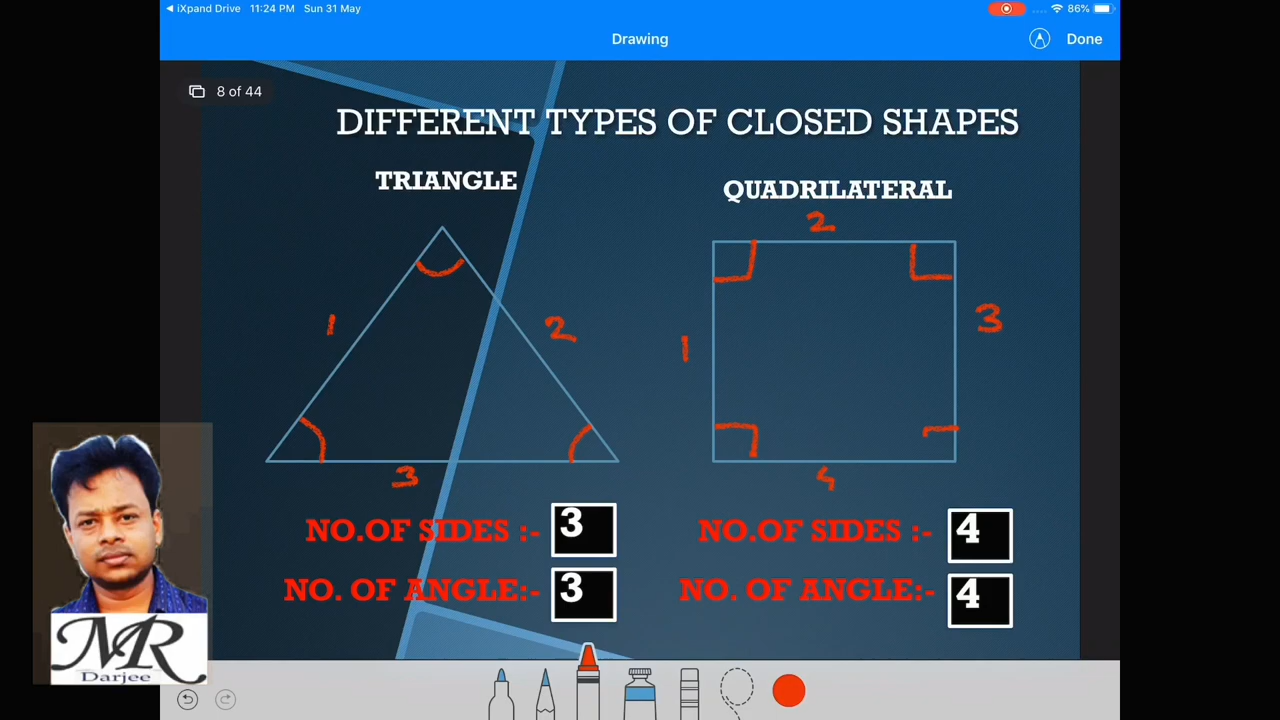 iXpand Drive 11:24 PM Sun 31 May 86%
Drawing
Done
8 of 44
DIFFERENT TYPES OF CLOSED SHAPES
TRIANGLE
1
2
3
NO.OF SIDES :- 3
NO. OF ANGLE:- 3
QUADRILATERAL
2
1
3
4
NO.OF SIDES :- 4
NO. OF ANGLE:- 4
MR
Darjee